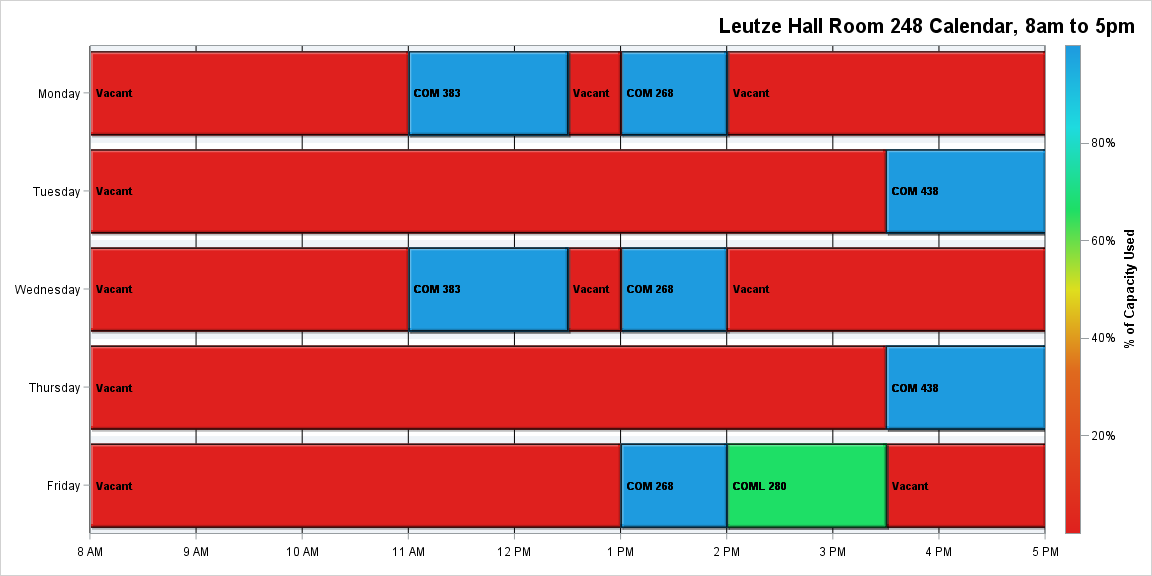 Leutze Hall Room 248 Calendar, 8am to 5pm
Monday
Vacant
COM 383
Vacant
COM 268
Vacant
80%
Tuesday
Vacant
COM 438
60%
% of Capacity Used
Wednesday
Vacant
COM 383
Vacant
COM 268
Vacant
40%
Thursday
Vacant
COM 438
20%
Friday
Vacant
COM 268
COML 280
Vacant
8 AM
9 AM
10 AM
11 AM
12 PM
1 PM
2 PM
3 PM
4 PM
5 PM